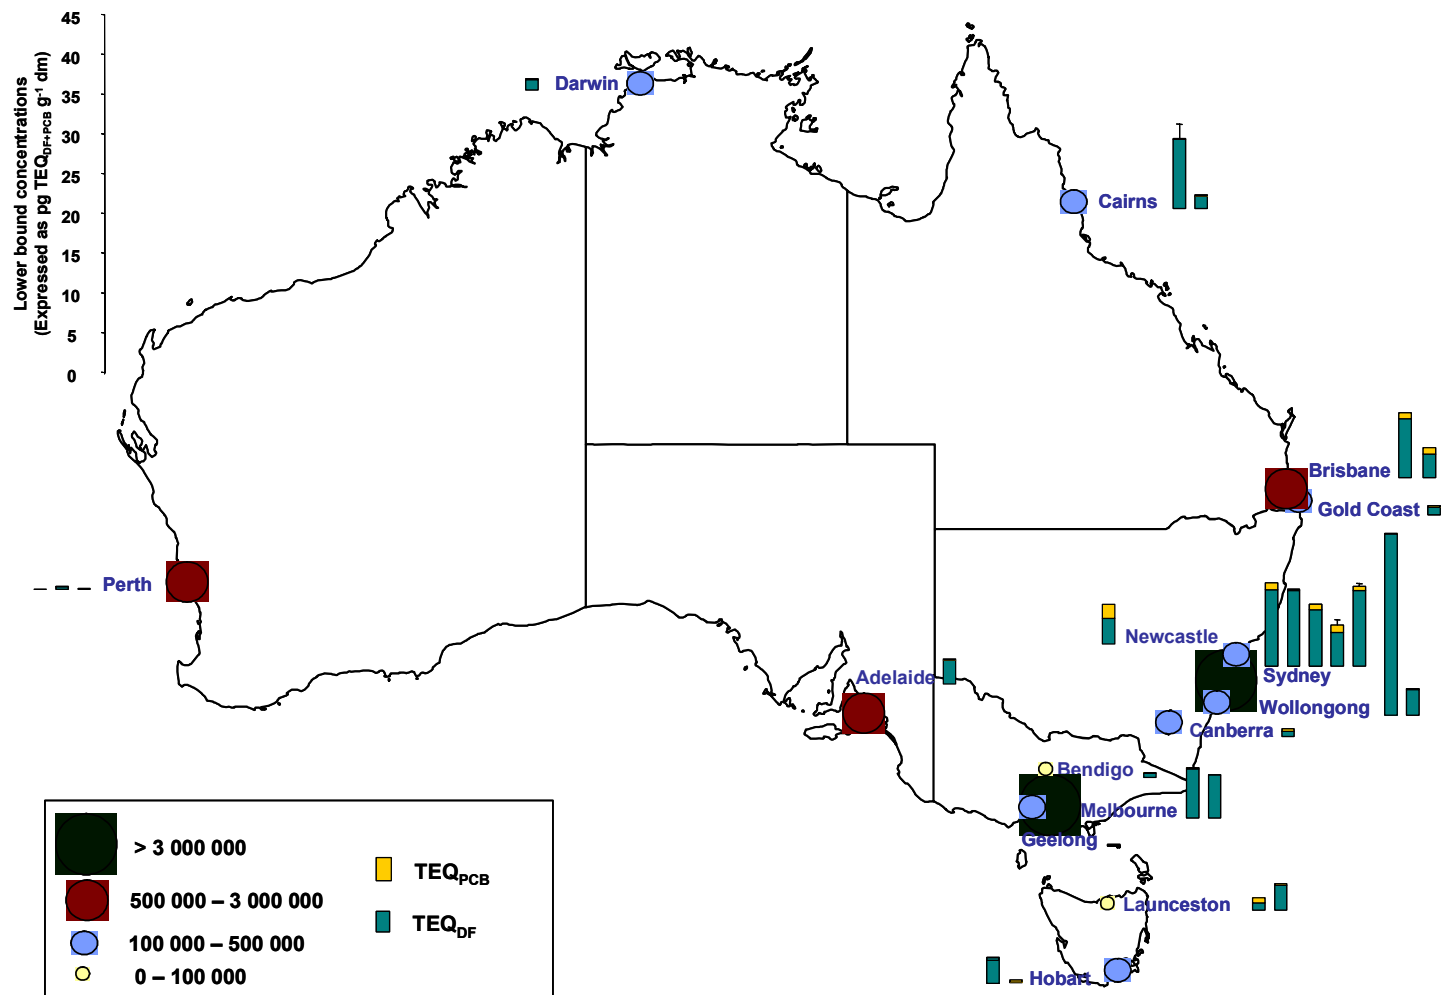 45
40
35
30
25
20
15
10
5
0
Lower bound concentrations
(Expressed as pg TEQDF+PCB g-1 dm)
Darwin
Cairns
Brisbane
Gold Coast
Perth
Newcastle
Adelaide
Sydney
Wollongong
Canberra
Bendigo
Melbourne
Geelong
Launceston
Hobart
> 3 000 000
500 000 – 3 000 000
100 000 – 500 000
0 – 100 000
TEQPCB
TEQDF